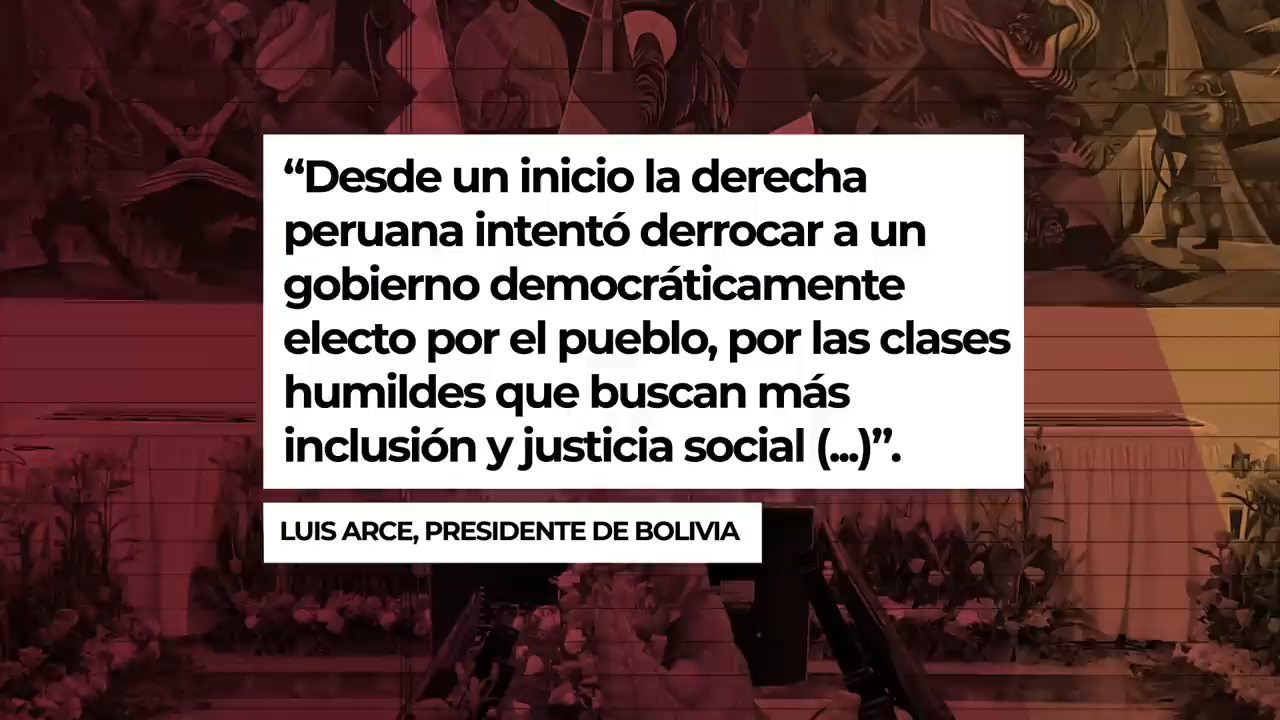 “Desde un inicio la derecha
peruana intentó derrocar a un
gobierno democráticamente
electo por el pueblo, por las clases
humildes que buscan más
inclusión y justicia social (...)”.
LUIS ARCE, PRESIDENTE DE BOLIVIA